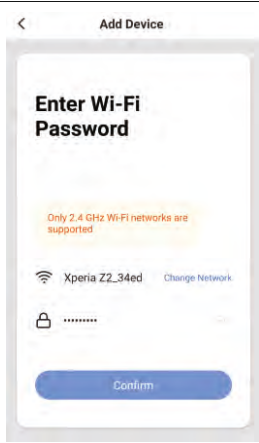 Add Device
Enter Wi-Fi
Password
Only 2.4 GHz Wi-Fi networks are
supported
Xperia Z2_34ed Change Network
•••••••••
Confirm